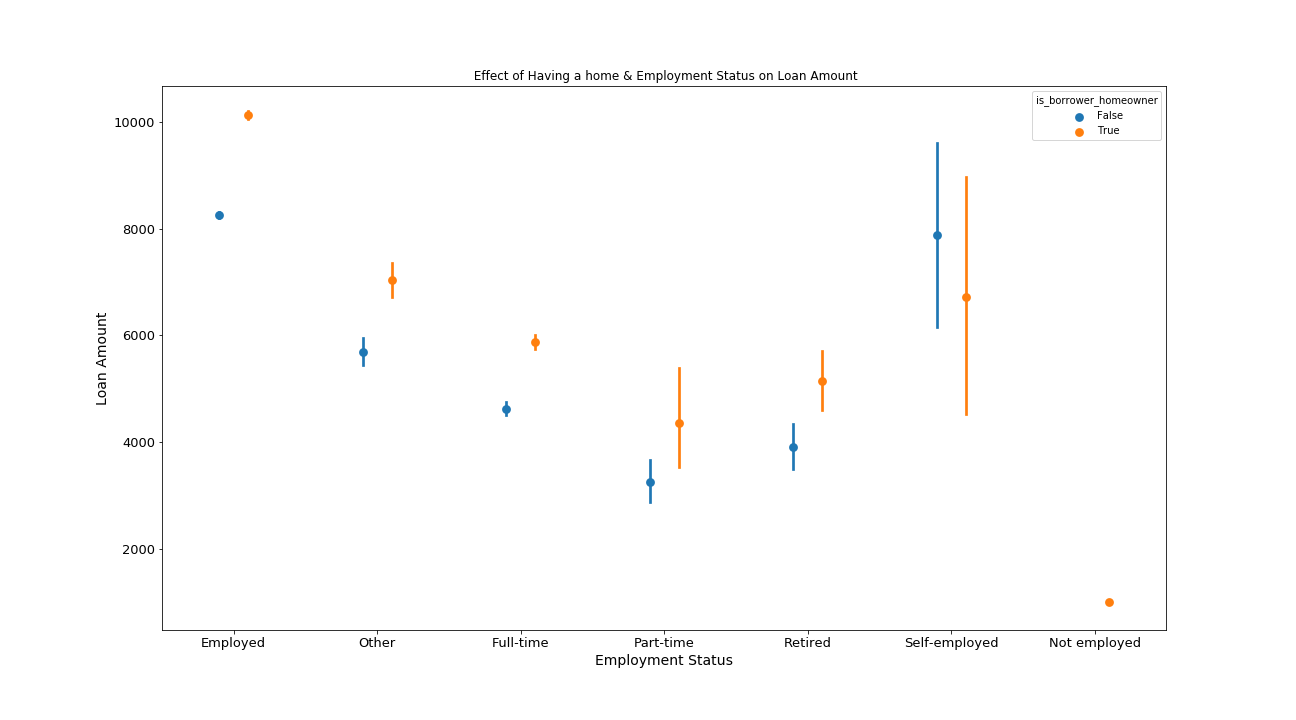 Effect of Having a home & Employment Status on Loan Amount
is_borrower_homeowner
False
True
10000
8000
6000
4000
2000
Loan Amount
Employed Other Full-time Part-time Retired Self-employed Not employed
Employment Status